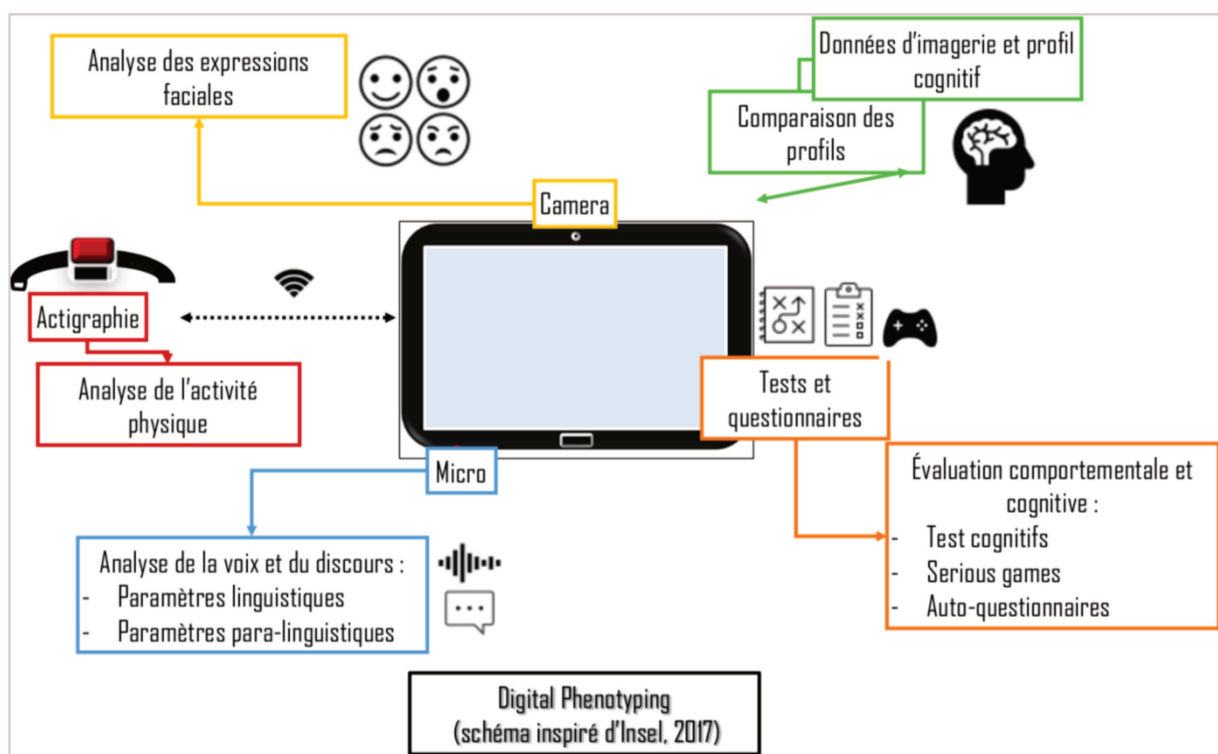 Analyse des expressions
faciales
Données d'imagerie et profil
cognitif
Comparaison des
profils
Camera
Actigraphie
Analyse de l'activité
physique
Tests et
questionnaires
Micro
Évaluation comportementale et
cognitive :
- Test cognitifs
- Serious games
- Auto-questionnaires
Analyse de la voix et du discours :
- Paramètres linguistiques
- Paramètres para-linguistiques
Digital Phenotyping
(schéma inspiré d'Insel, 2017)